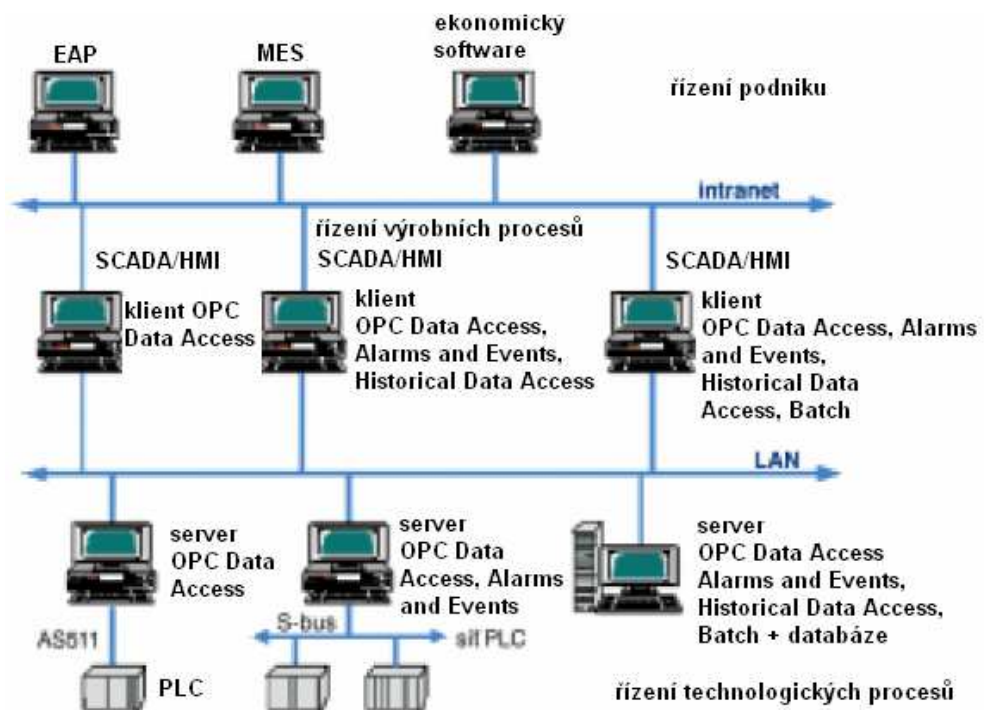 EAP
MES
ekonomický
software
řízení podniku
intranet
řízení výrobních procesů
SCADA/HMI
SCADA/HMI
SCADA/HMI
klient OPC
Data Access
klient
OPC Data Access,
Alarms and Events,
Historical Data Access
klient
OPC Data Access, Alarms
and Events,
Historical Data
Access, Batch
LAN
server
OPC Data
Access
server
OPC Data
Access, Alarms
and Events
server
OPC Data Access
Alarms and Events,
Historical Data Access,
Batch + databáze
AS511
S-bus
síť PLC
PLC
řízení technologických procesů